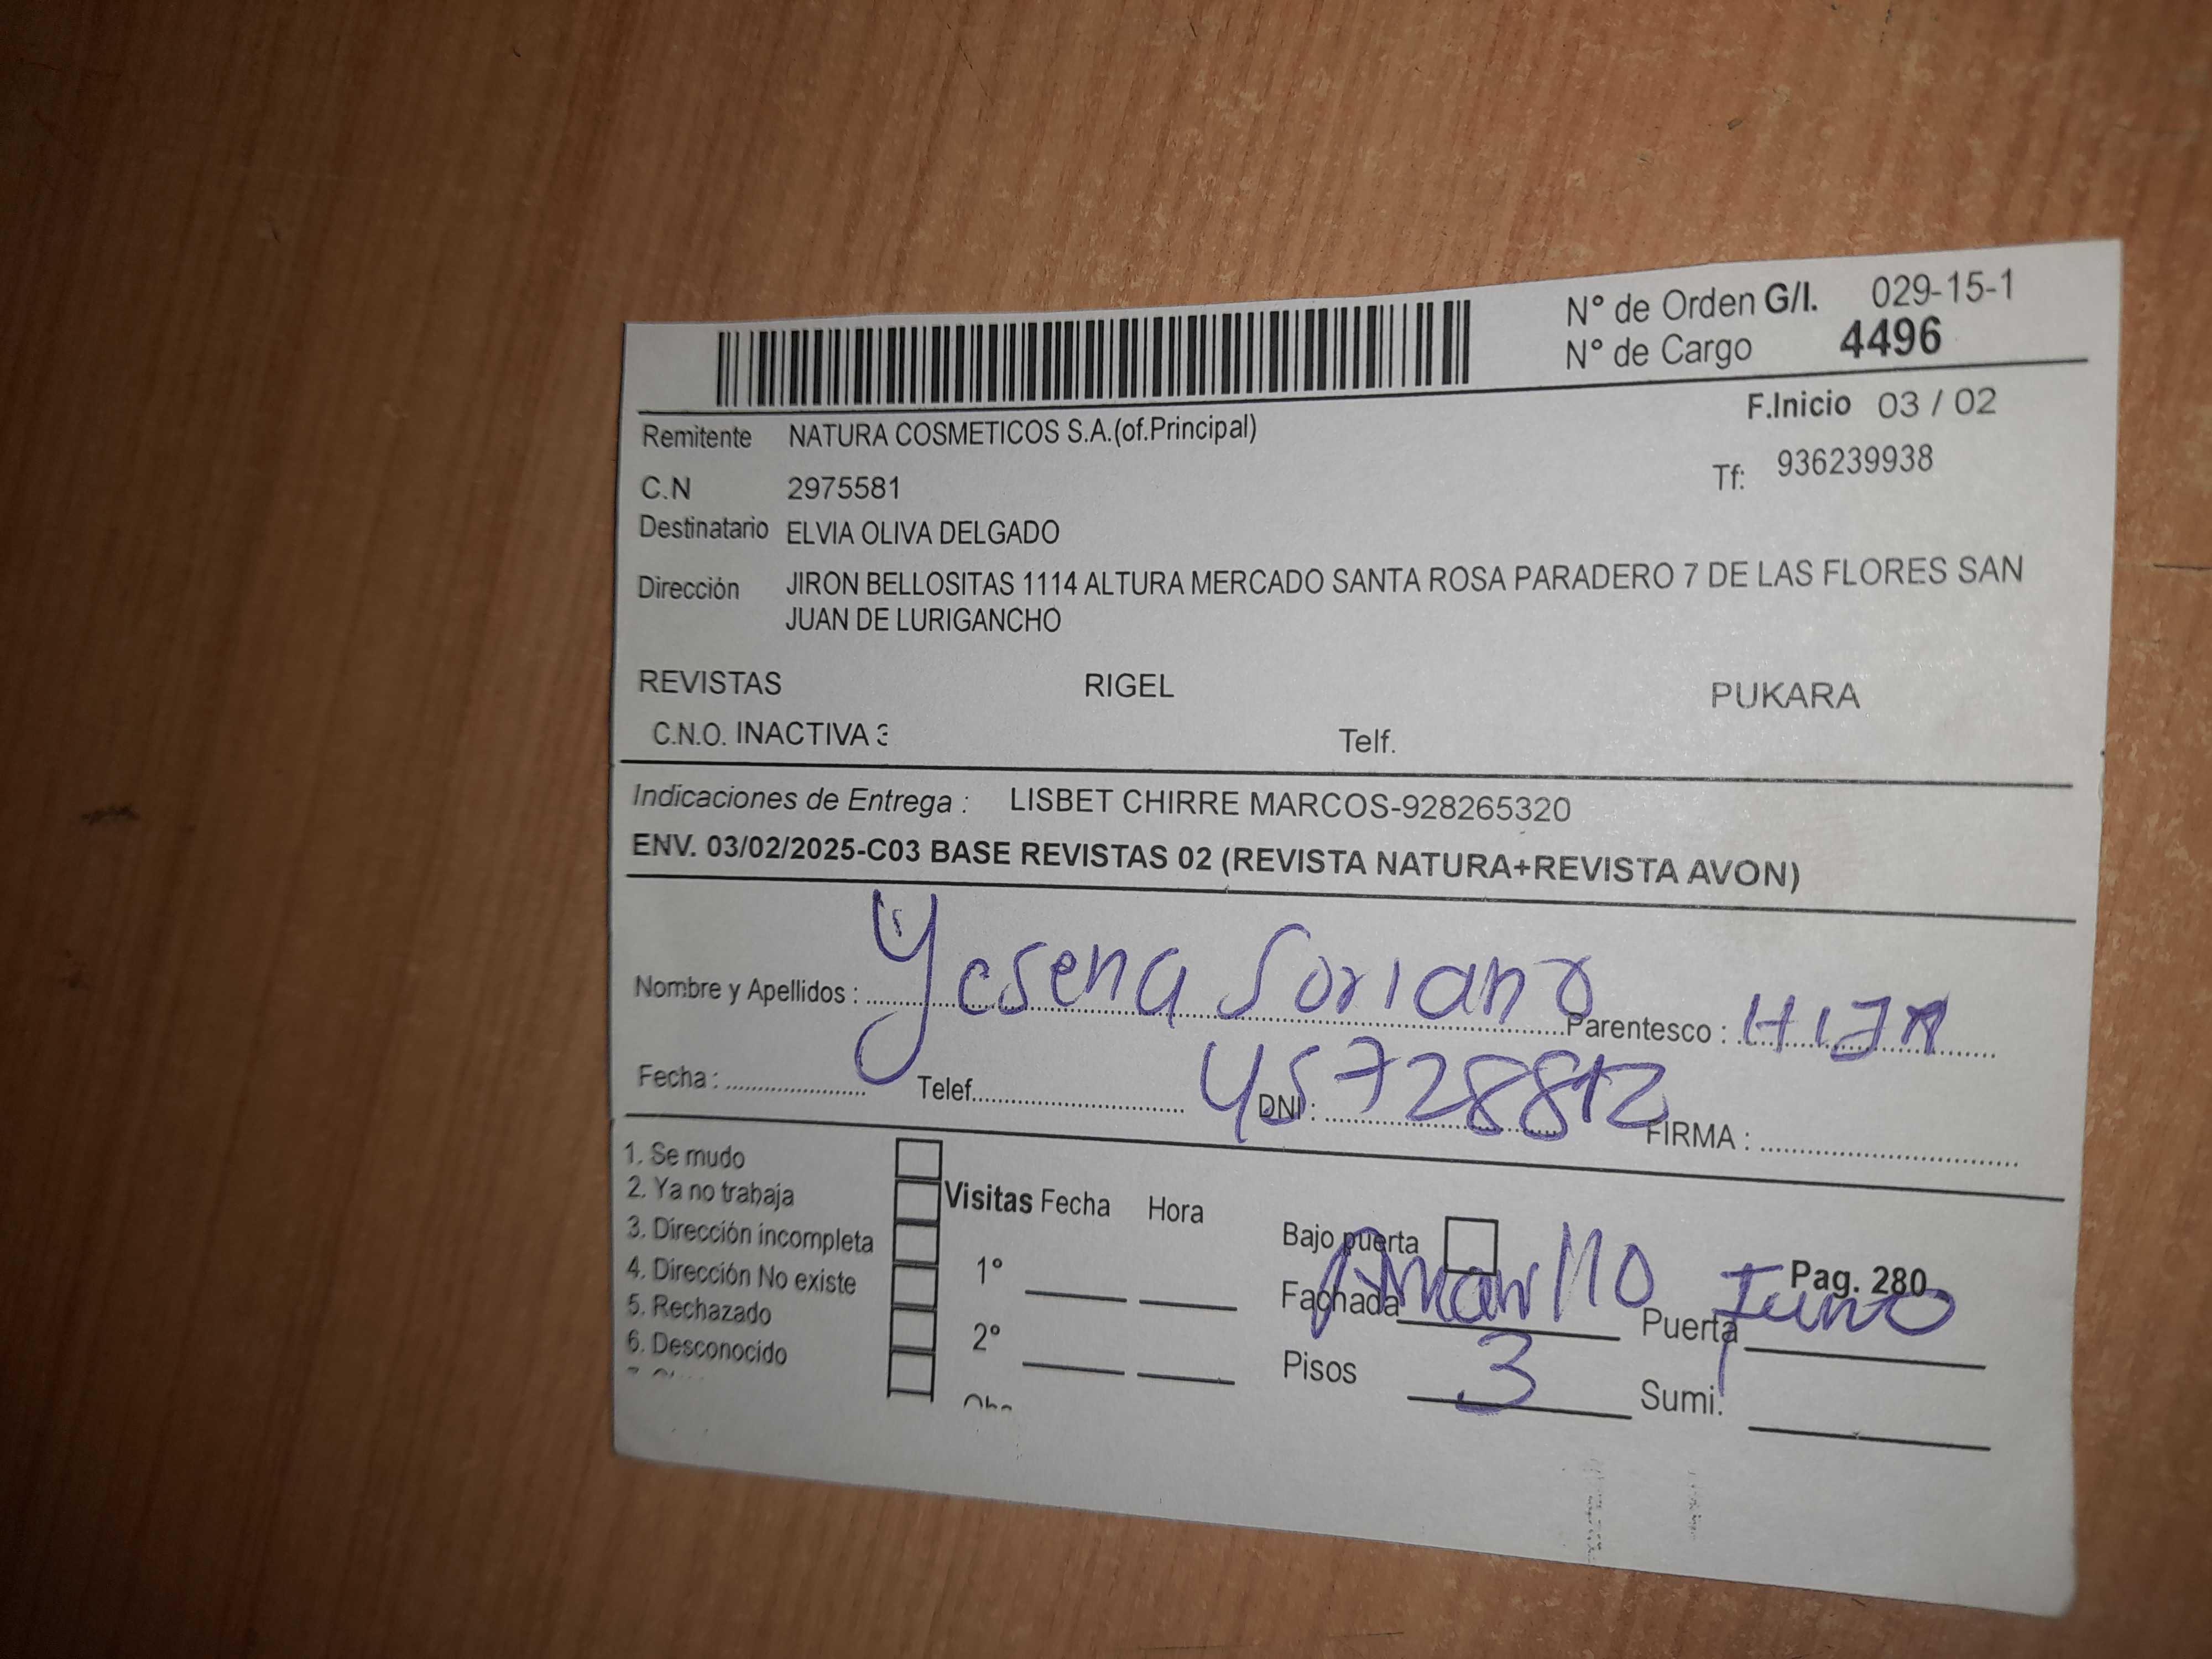 N° de Orden G/I. 029-15-1
N° de Cargo 4496
F.Inicio 03 / 02
Remitente NATURA COSMETICOS S.A.(of.Principal)
Tf: 936239938
C.N 2975581
Destinatario ELVIA OLIVA DELGADO
Dirección JIRON BELLOSITAS 1114 ALTURA MERCADO SANTA ROSA PARADERO 7 DE LAS FLORES SAN
JUAN DE LURIGANCHO
REVISTAS RIGEL PUKARA
C.N.O. INACTIVA 3 Telf.
Indicaciones de Entrega : LISBET CHIRRE MARCOS-928265320
ENV. 03/02/2025-C03 BASE REVISTAS 02 (REVISTA NATURA+REVISTA AVON)
Nombre y Apellidos : Yesena Soriano Parentesco : HIJA
Fecha : Telef. DNI : 45728812 FIRMA :
1. Se mudo
2. Ya no trabaja
3. Dirección incompleta
4. Dirección No existe
5. Rechazado
6. Desconocido
Visitas Fecha Hora
1°
2°
Bajo puerta
Pag. 280
Fachada Amarillo Puerta
Pisos 3 Sumi.